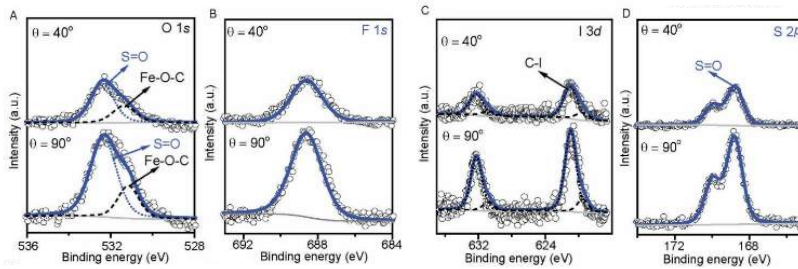 A
O 1s
θ = 40°
S=O
Fe-O-C
θ = 90°
S=O
Fe-O-C
Intensity (a.u.)
536 532 528
Binding energy (eV)
B
F 1s
θ = 40°
θ = 90°
Intensity (a.u.)
692 688 684
Binding energy (eV)
C
I 3d
θ = 40°
C-I
θ = 90°
Intensity (a.u.)
632 624
Binding energy (eV)
D
S 2p
θ = 40°
S=O
θ = 90°
Intensity (a.u.)
172 168
Binding energy (eV)